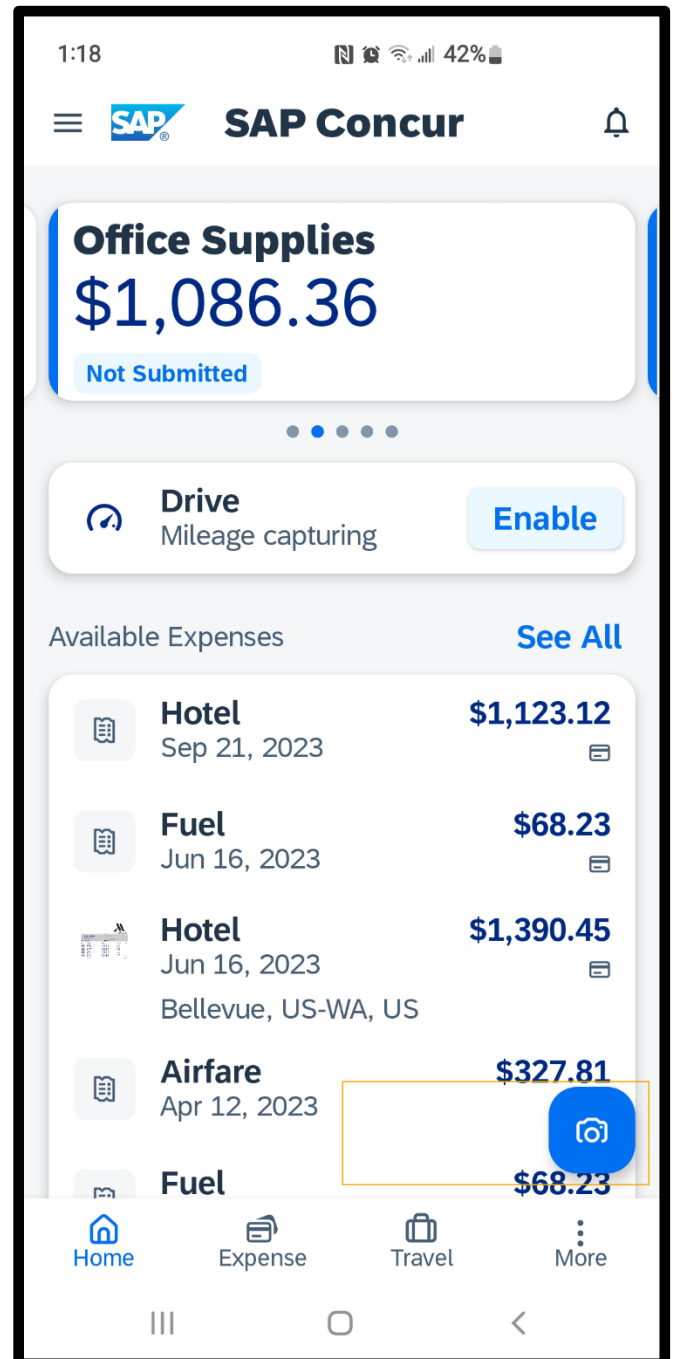 1:18
42%
SAP
®
SAP Concur
Office Supplies
$1,086.36
Not Submitted
Drive
Mileage capturing
Enable
Available Expenses
See All
Hotel
$1,123.12
Sep 21, 2023
Fuel
$68.23
Jun 16, 2023
Hotel
$1,390.45
Jun 16, 2023
Bellevue, US-WA, US
Airfare
$327.81
Apr 12, 2023
Fuel
$68.23
Home
Expense
Travel
More